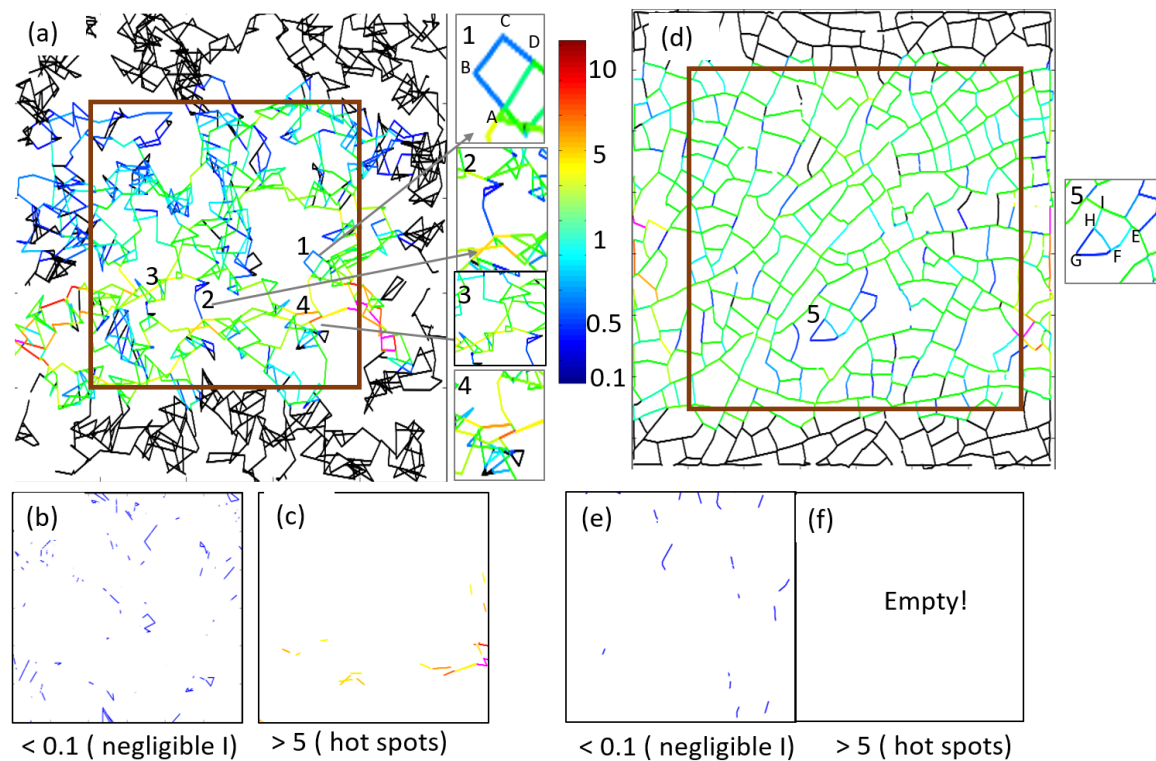 (a)
1
2
3
4
1
A
B
C
D
2
3
4
10
5
1
0.5
0.1
(d)
5
5
I
H
E
G
F
(b)
(c)
(e)
(f)
Empty!
< 0.1 ( negligible I)
> 5 ( hot spots)
< 0.1 ( negligible I)
> 5 ( hot spots)